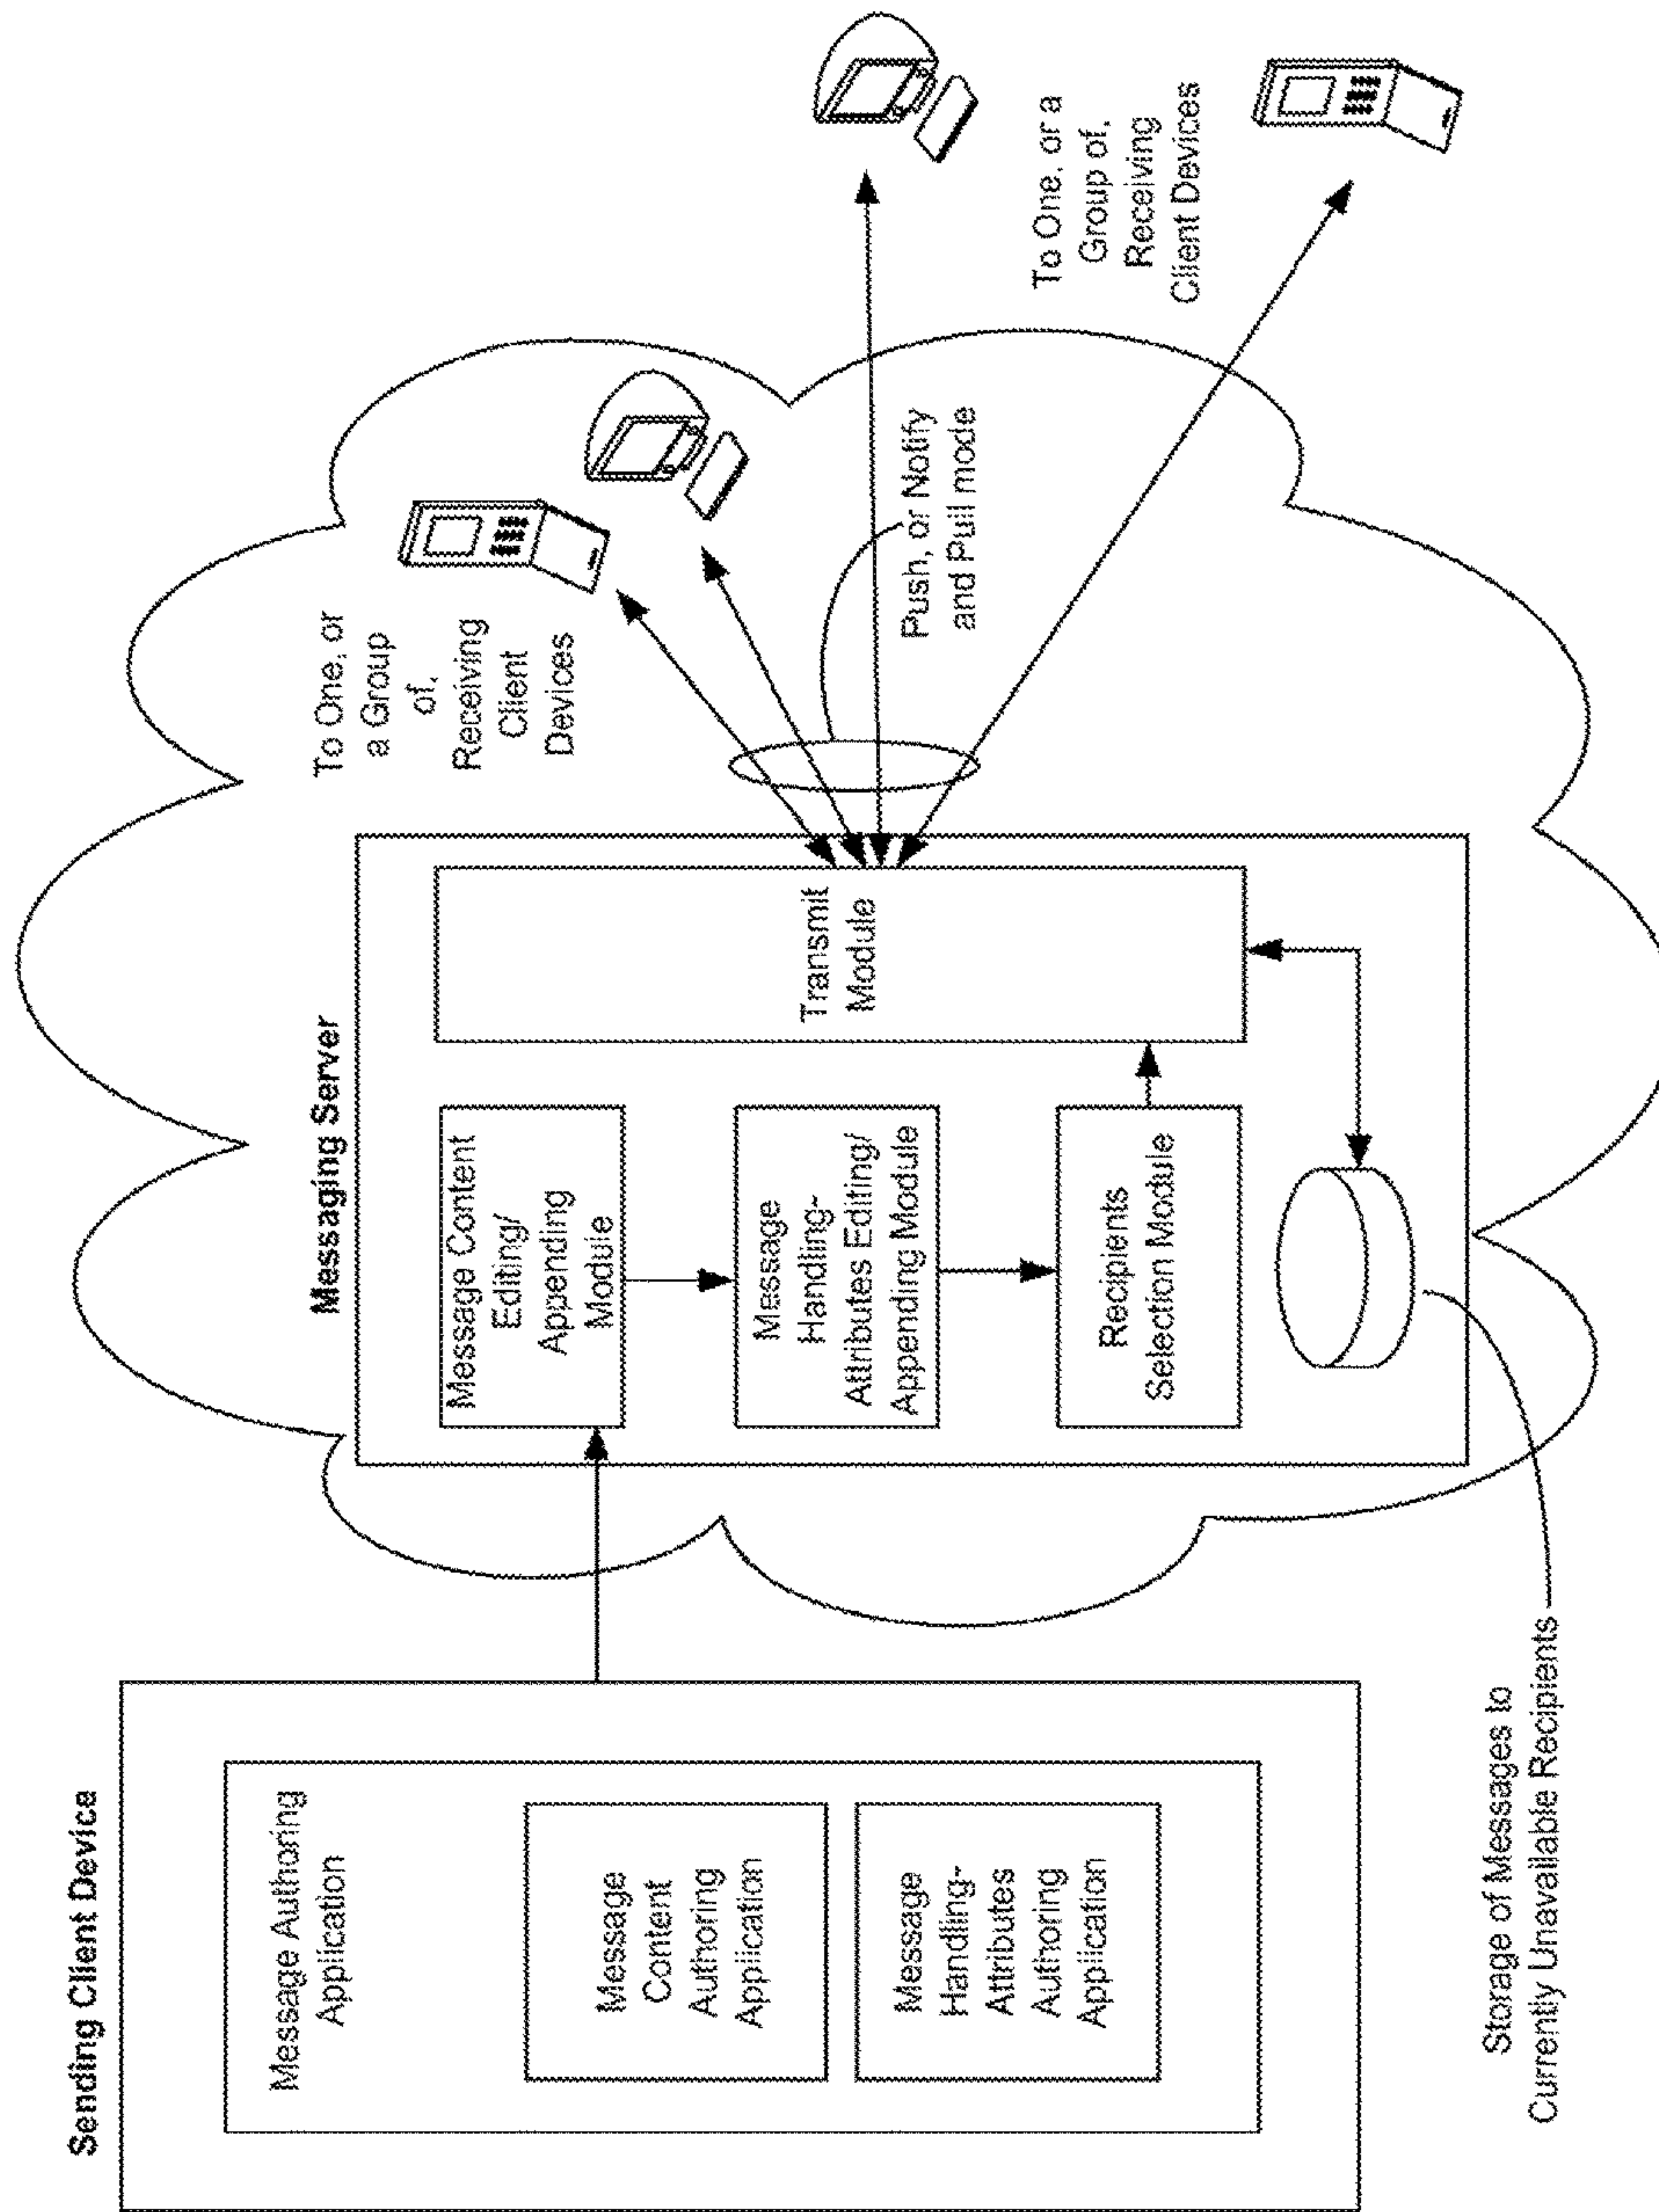 Sending Client Device
Message Authoring
Application
Message
Content
Authoring
Application
Message
Handling-
Attributes
Authoring
Application
Storage of Messages to
Currently Unavailable Recipients
Messaging Server
Message Content
Editing/
Appending
Module
Message
Handling-
Attributes Editing/
Appending Module
Recipients
Selection Module
Transmit
Module
To One, or
a Group
of,
Receiving
Client
Devices
Push, or Notify
and Pull mode
To One, or a
Group of,
Receiving
Client Devices